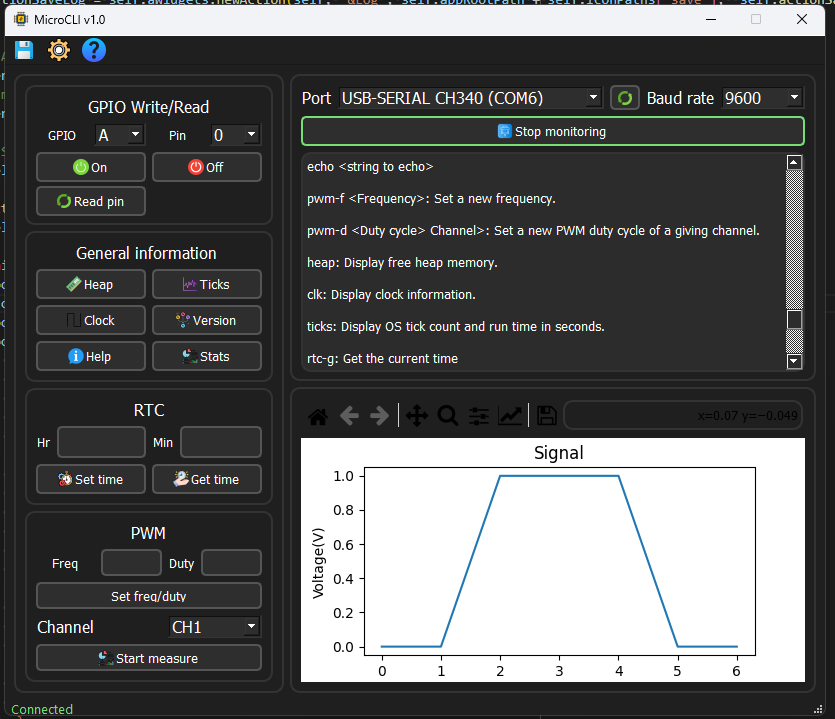 MicroCLI v1.0
GPIO Write/Read
GPIO A Pin 0
On Off
Read pin
General information
Heap Ticks
Clock Version
Help Stats
RTC
Hr Min
Set time Get time
PWM
Freq Duty
Set freq/duty
Channel CH1
Start measure
Port USB-SERIAL CH340 (COM6) Baud rate 9600
Stop monitoring
echo <string to echo>
pwm-f <Frequency>: Set a new frequency.
pwm-d <Duty cycle> Channel>: Set a new PWM duty cycle of a giving channel.
heap: Display free heap memory.
clk: Display clock information.
ticks: Display OS tick count and run time in seconds.
rtc-g: Get the current time
x=0.07 y=−0.049
Signal
Voltage(V)
1.0
0.8
0.6
0.4
0.2
0.0
0 1 2 3 4 5 6
Connected